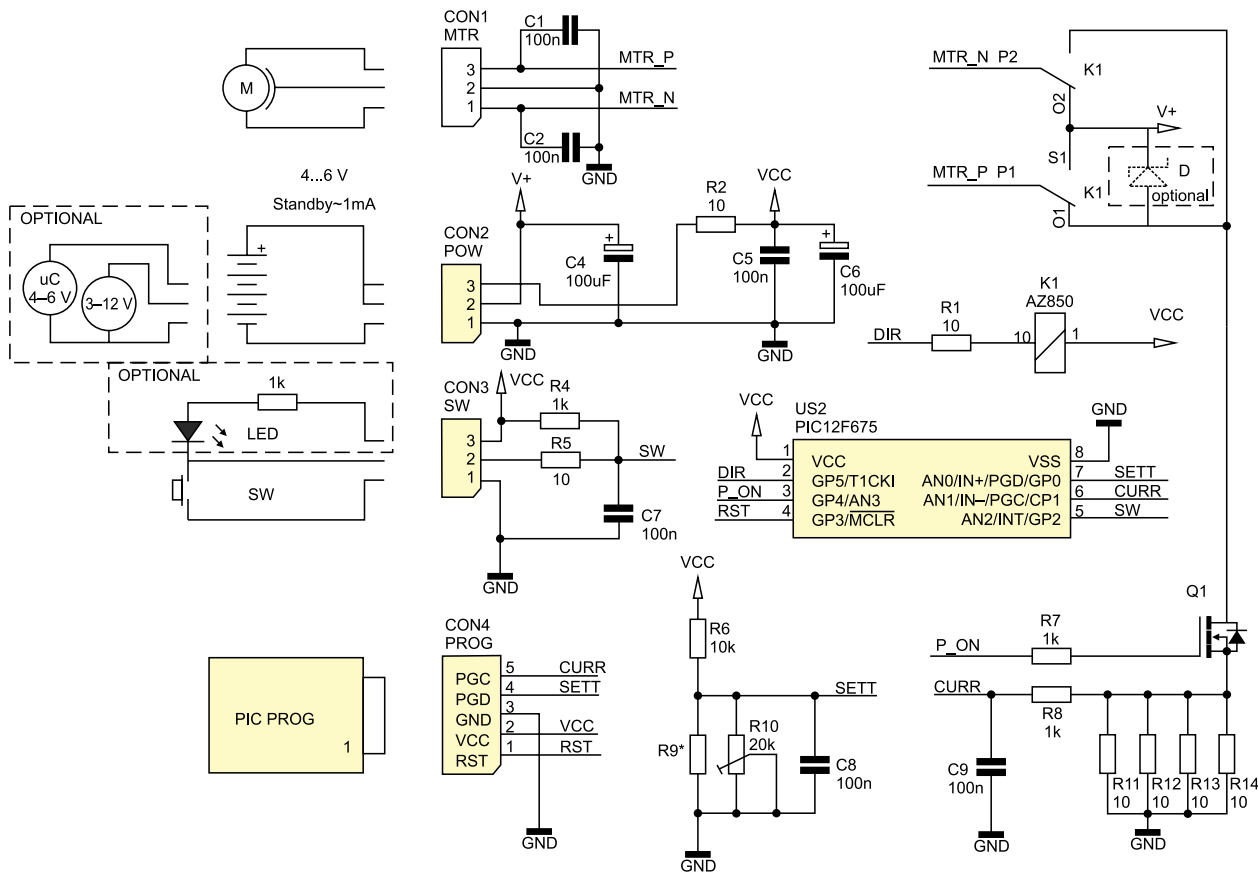 CON1
MTR
C1
100n
M
3
2
1
MTR_P
MTR_N
C2
100n
GND
MTR_N P2
K1
O2
V+
S1
D
optional
MTR_P P1
K1
O1
4...6 V
Standby~1mA
OPTIONAL
uC
4–6 V
3–12 V
+
V+
CON2
POW
3
2
1
GND
+
C4
100uF
R2
10
VCC
C5
100n
+
C6
100uF
GND
K1
AZ850
R1
10
DIR
10
1
VCC
OPTIONAL
1k
LED
SW
CON3
SW
VCC
3
2
1
R4
1k
R5
10
SW
C7
100n
GND
VCC
US2
PIC12F675
GND
1
VCC
VSS
8
DIR
2
GP5/T1CKI
AN0/IN+/PGD/GP0
7
SETT
P_ON
3
GP4/AN3
AN1/IN–/PGC/CP1
6
CURR
RST
4
GP3/MCLR
AN2/INT/GP2
5
SW
PIC PROG
1
CON4
PROG
PGC
5
CURR
PGD
4
SETT
GND
3
VCC
2
VCC
RST
1
RST
GND
VCC
R6
10k
SETT
R9*
R10
20k
C8
100n
GND
Q1
R7
1k
P_ON
CURR
R8
1k
C9
100n
R11
10
R12
10
R13
10
R14
10
GND
GND